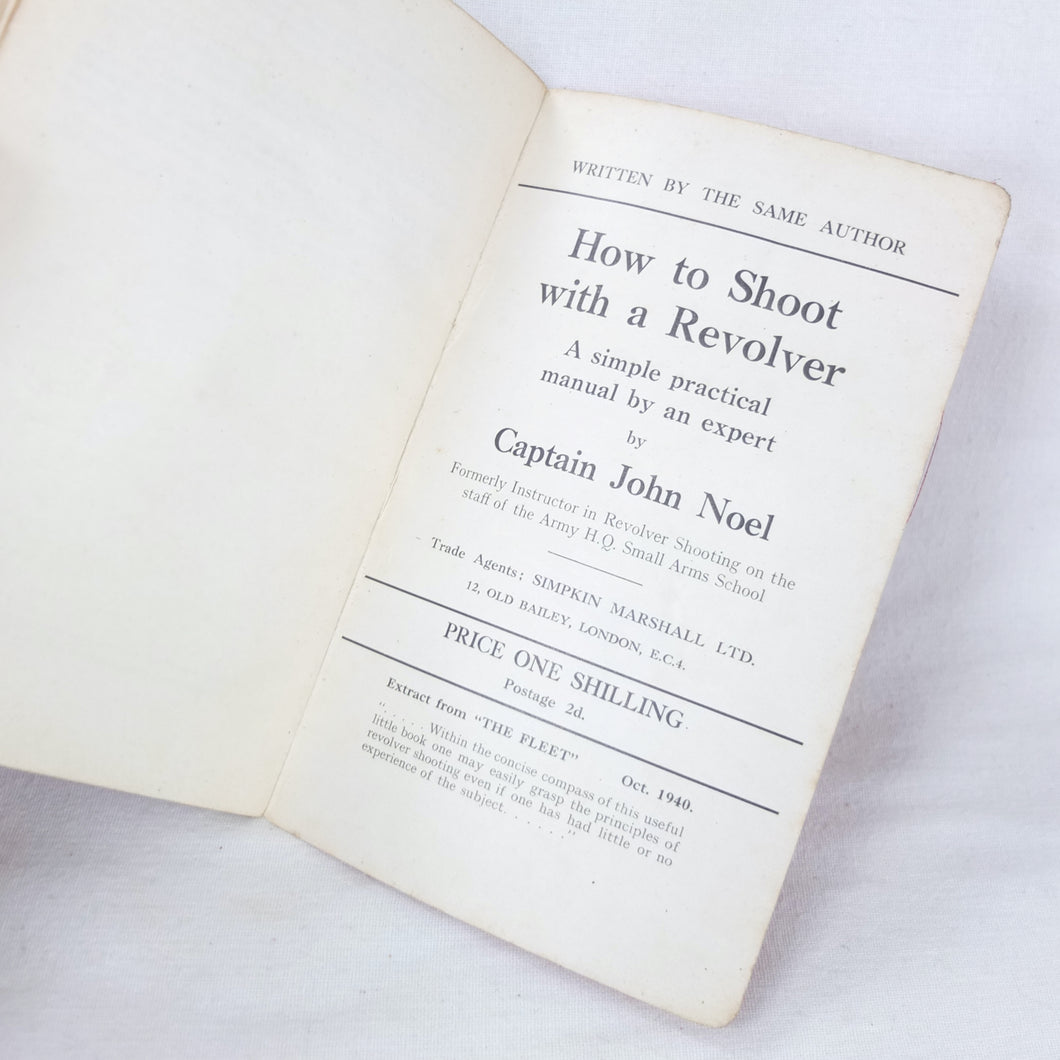 WRITTEN BY THE SAME AUTHOR
How to Shoot
with a Revolver
A simple practical
manual by an expert
by
Captain John Noel
Formerly Instructor in Revolver Shooting on the
staff of the Army H.Q. Small Arms School
Trade Agents; SIMPKIN MARSHALL LTD.
12, OLD BAILEY, LONDON, E.C.4.
PRICE ONE SHILLING
Postage 2d.
Extract from "THE FLEET" Oct. 1940.
". . . . . Within the concise compass of this useful
little book one may easily grasp the principles of
revolver shooting even if one has had little or no
experience of the subject. . . . . . ."